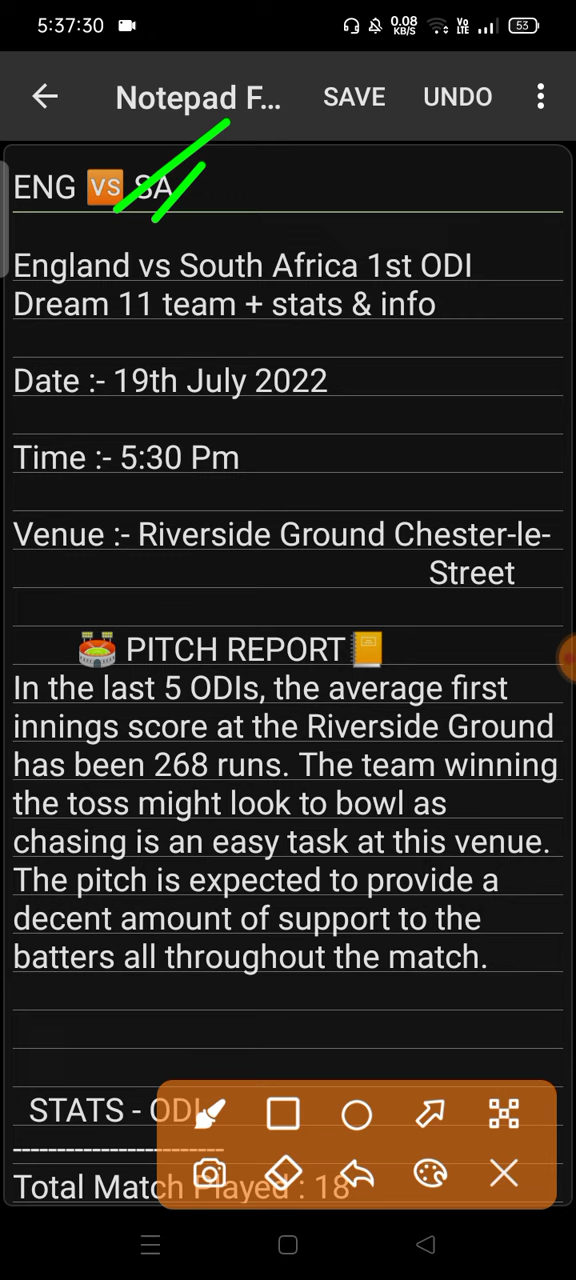 5:37:30 0.08 KB/S Vo LTE 53
Notepad F... SAVE UNDO
ENG VS SA
England vs South Africa 1st ODI
Dream 11 team + stats & info
Date :- 19th July 2022
Time :- 5:30 Pm
Venue :- Riverside Ground Chester-le-
Street
PITCH REPORT
In the last 5 ODIs, the average first
innings score at the Riverside Ground
has been 268 runs. The team winning
the toss might look to bowl as
chasing is an easy task at this venue.
The pitch is expected to provide a
decent amount of support to the
batters all throughout the match.
STATS - ODI
-----------------------
Total Match Played : 18